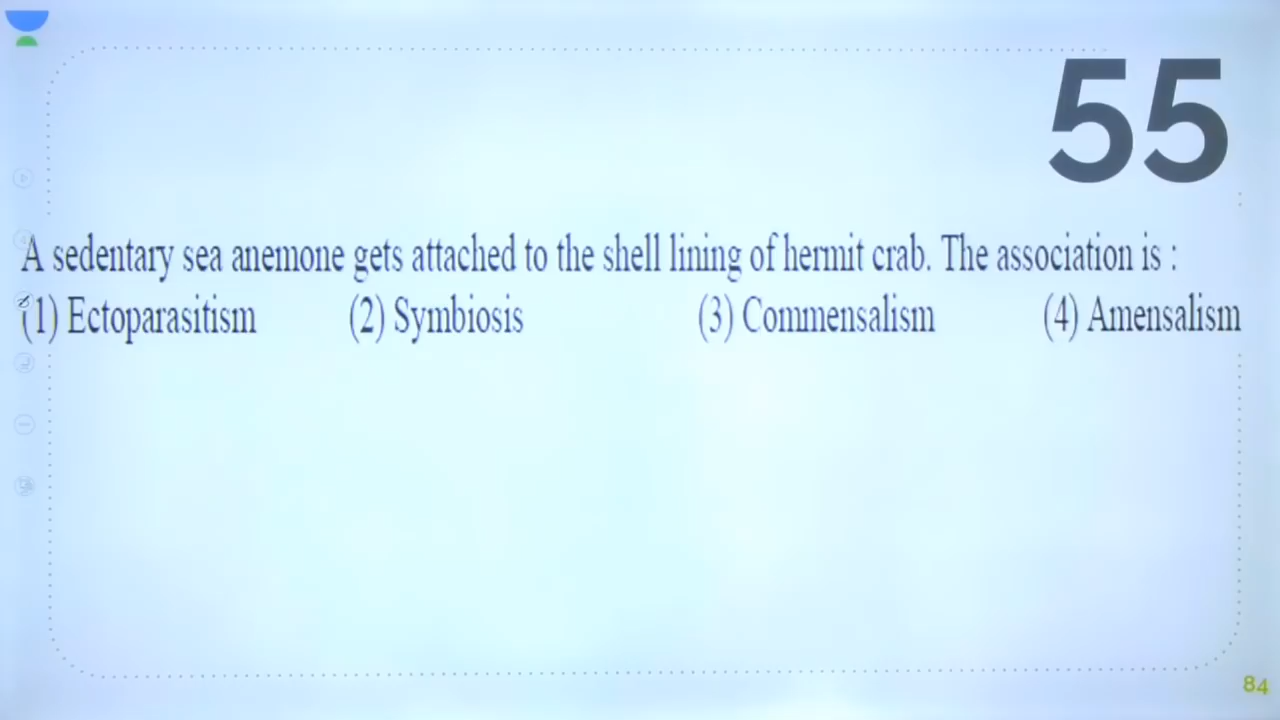 55
A sedentary sea anemone gets attached to the shell lining of hermit crab. The association is :
(1) Ectoparasitism (2) Symbiosis (3) Commensalism (4) Amensalism
84